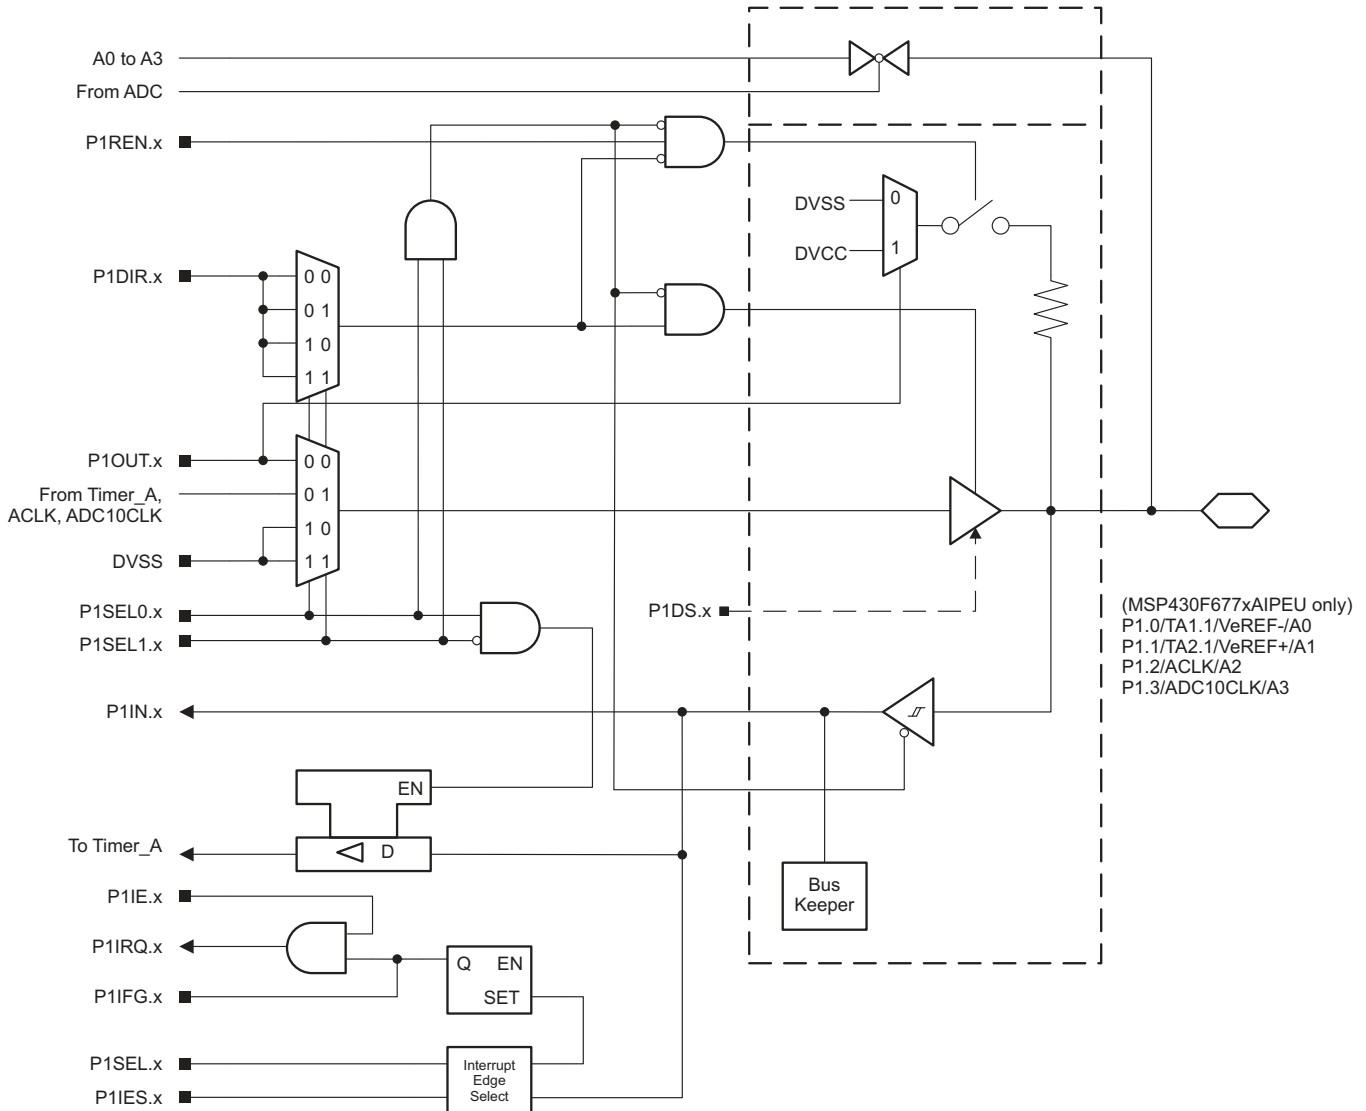 A0 to A3
From ADC
P1REN.x
DVSS
0
DVCC
1
P1DIR.x
0 0
0 1
1 0
1 1
P1OUT.x
0 0
From Timer_A,
ACLK, ADC10CLK
0 1
1 0
DVSS
1 1
P1SEL0.x
P1SEL1.x
P1DS.x
(MSP430F677xAIPEU only)
P1.0/TA1.1/VeREF-/A0
P1.1/TA2.1/VeREF+/A1
P1.2/ACLK/A2
P1.3/ADC10CLK/A3
P1IN.x
EN
To Timer_A
D
Bus
Keeper
P1IE.x
P1IRQ.x
Q EN
SET
P1IFG.x
P1SEL.x
P1IES.x
Interrupt
Edge
Select